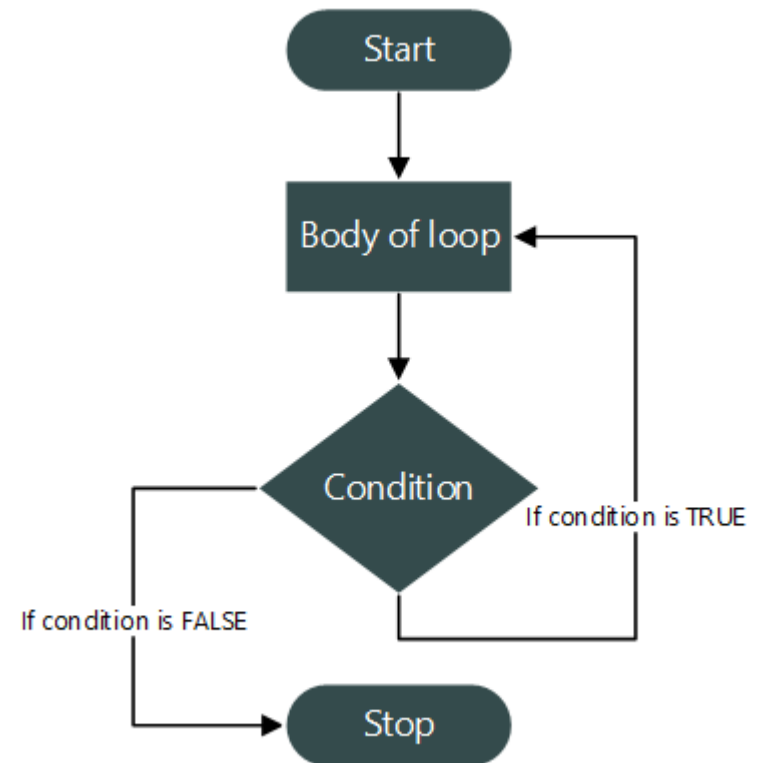 Start
Body of loop
Condition
If condition is TRUE
If condition is FALSE
Stop